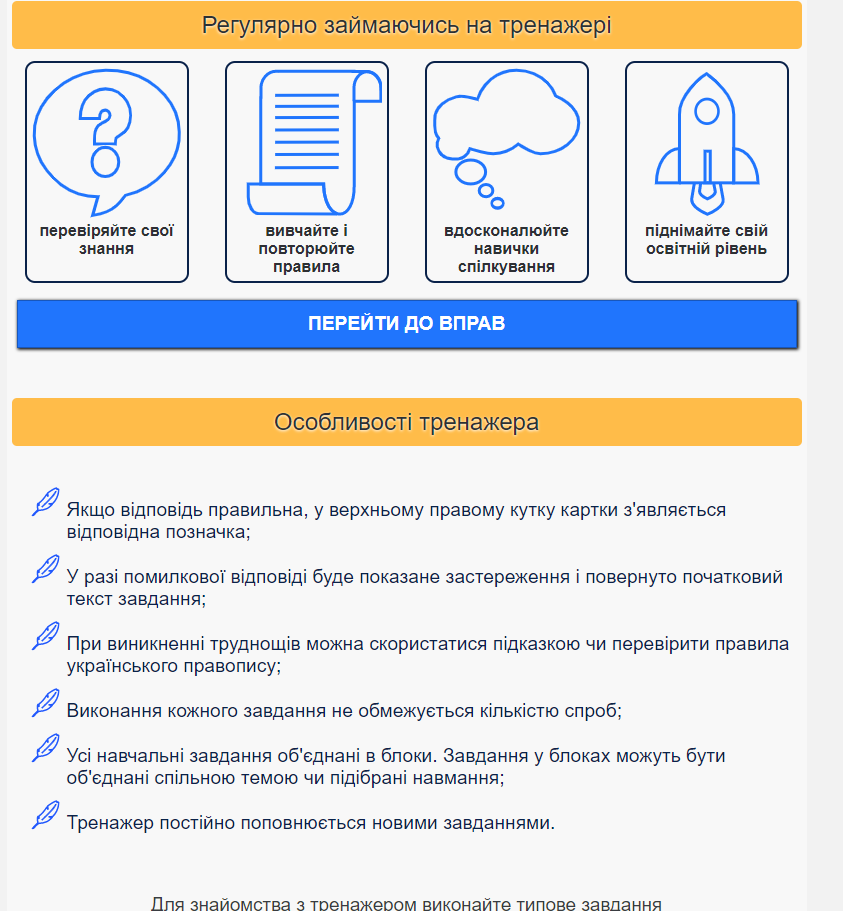 Регулярно займаючись на тренажері
перевіряйте свої
знання
вивчайте і
повторюйте
правила
вдосконалюйте
навички
спілкування
піднімайте свій
освітній рівень
ПЕРЕЙТИ ДО ВПРАВ
Особливості тренажера
Якщо відповідь правильна, у верхньому правому кутку картки з'являється
відповідна позначка;
У разі помилкової відповіді буде показане застереження і повернуто початковий
текст завдання;
При виникненні труднощів можна скористатися підказкою чи перевірити правила
українського правопису;
Виконання кожного завдання не обмежується кількістю спроб;
Усі навчальні завдання об'єднані в блоки. Завдання у блоках можуть бути
об'єднані спільною темою чи підібрані навмання;
Тренажер постійно поповнюється новими завданнями.
Для знайомства з тренажером виконайте типове завдання